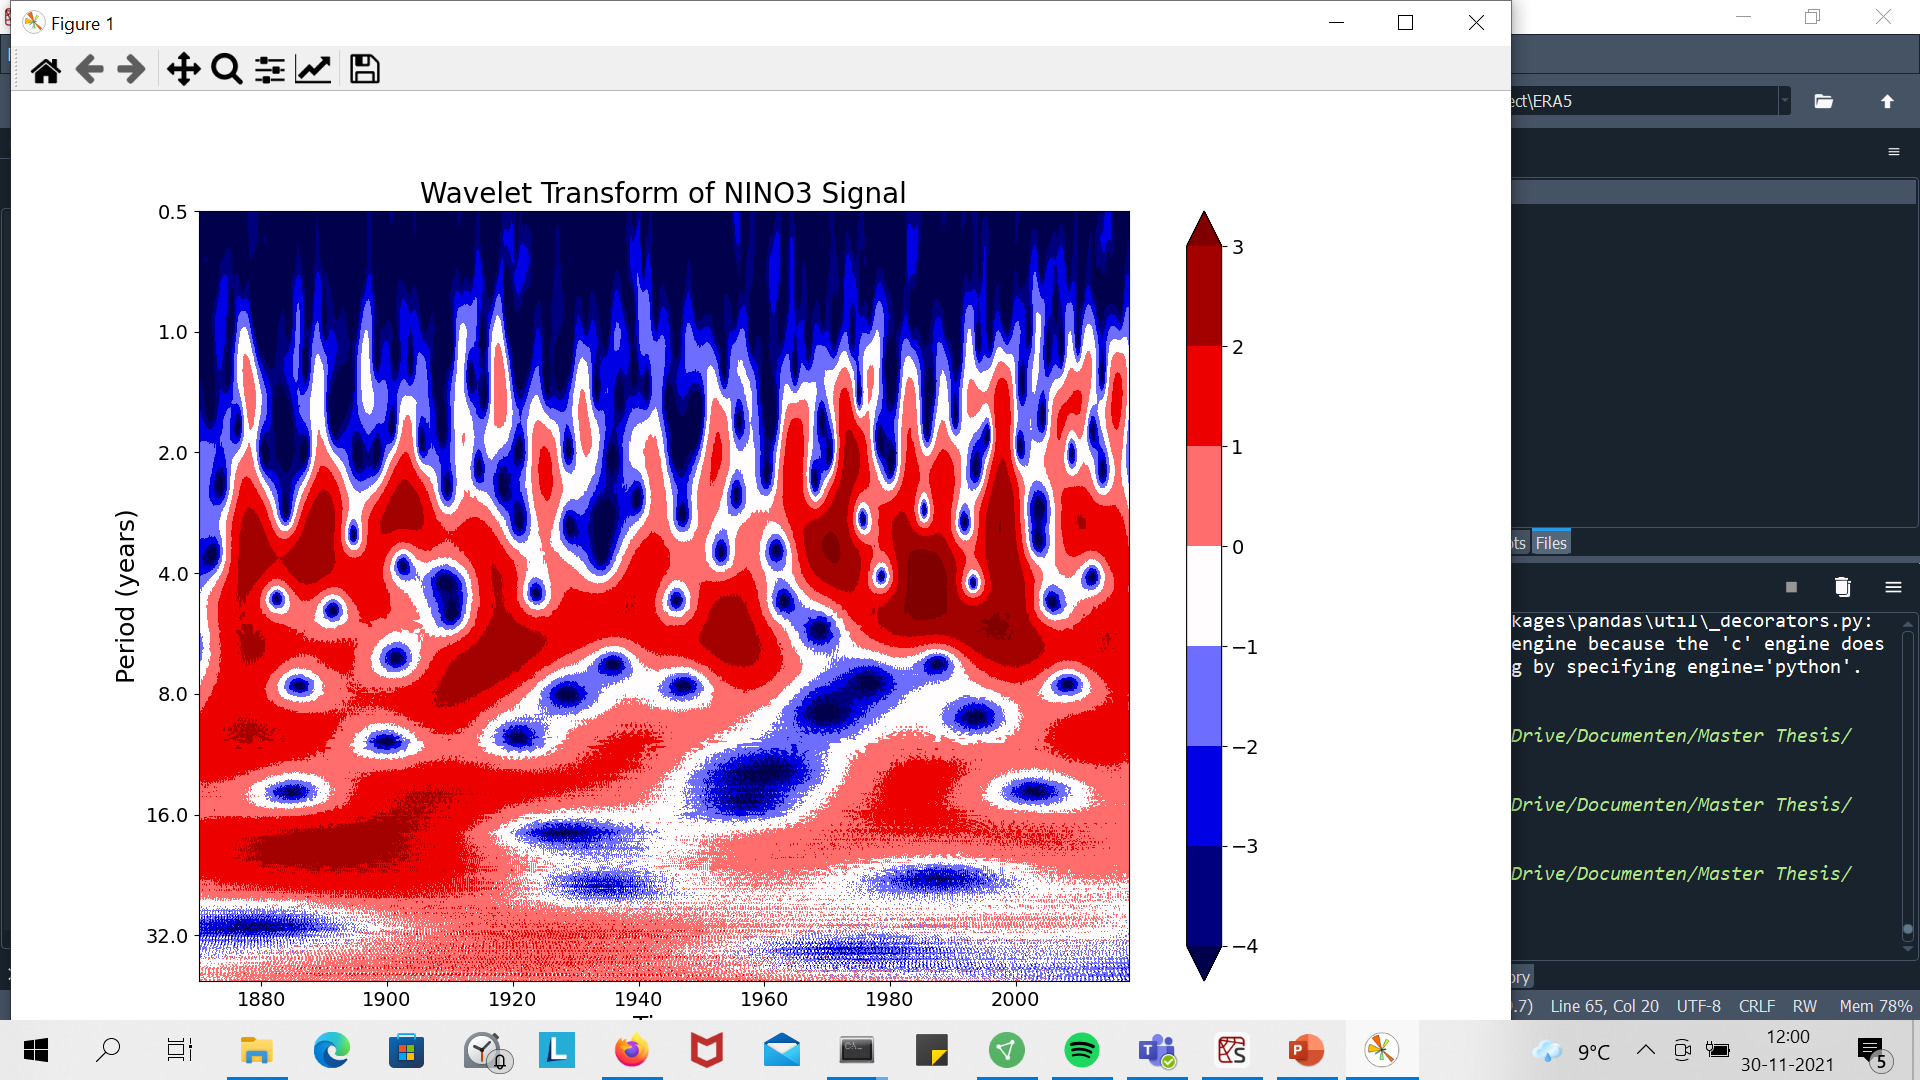 Figure 1
Wavelet Transform of NINO3 Signal
Period (years)
0.5
1.0
2.0
4.0
8.0
16.0
32.0
1880 1900 1920 1940 1960 1980 2000
3
2
1
0
−1
−2
−3
−4
ect\ERA5
Files
kages\pandas\util\_decorators.py:
engine because the 'c' engine does
g by specifying engine='python'.
Drive/Documenten/Master Thesis/
Drive/Documenten/Master Thesis/
Drive/Documenten/Master Thesis/
ory
.7) Line 65, Col 20 UTF-8 CRLF RW Mem 78%
9°C
12:00
30-11-2021
5